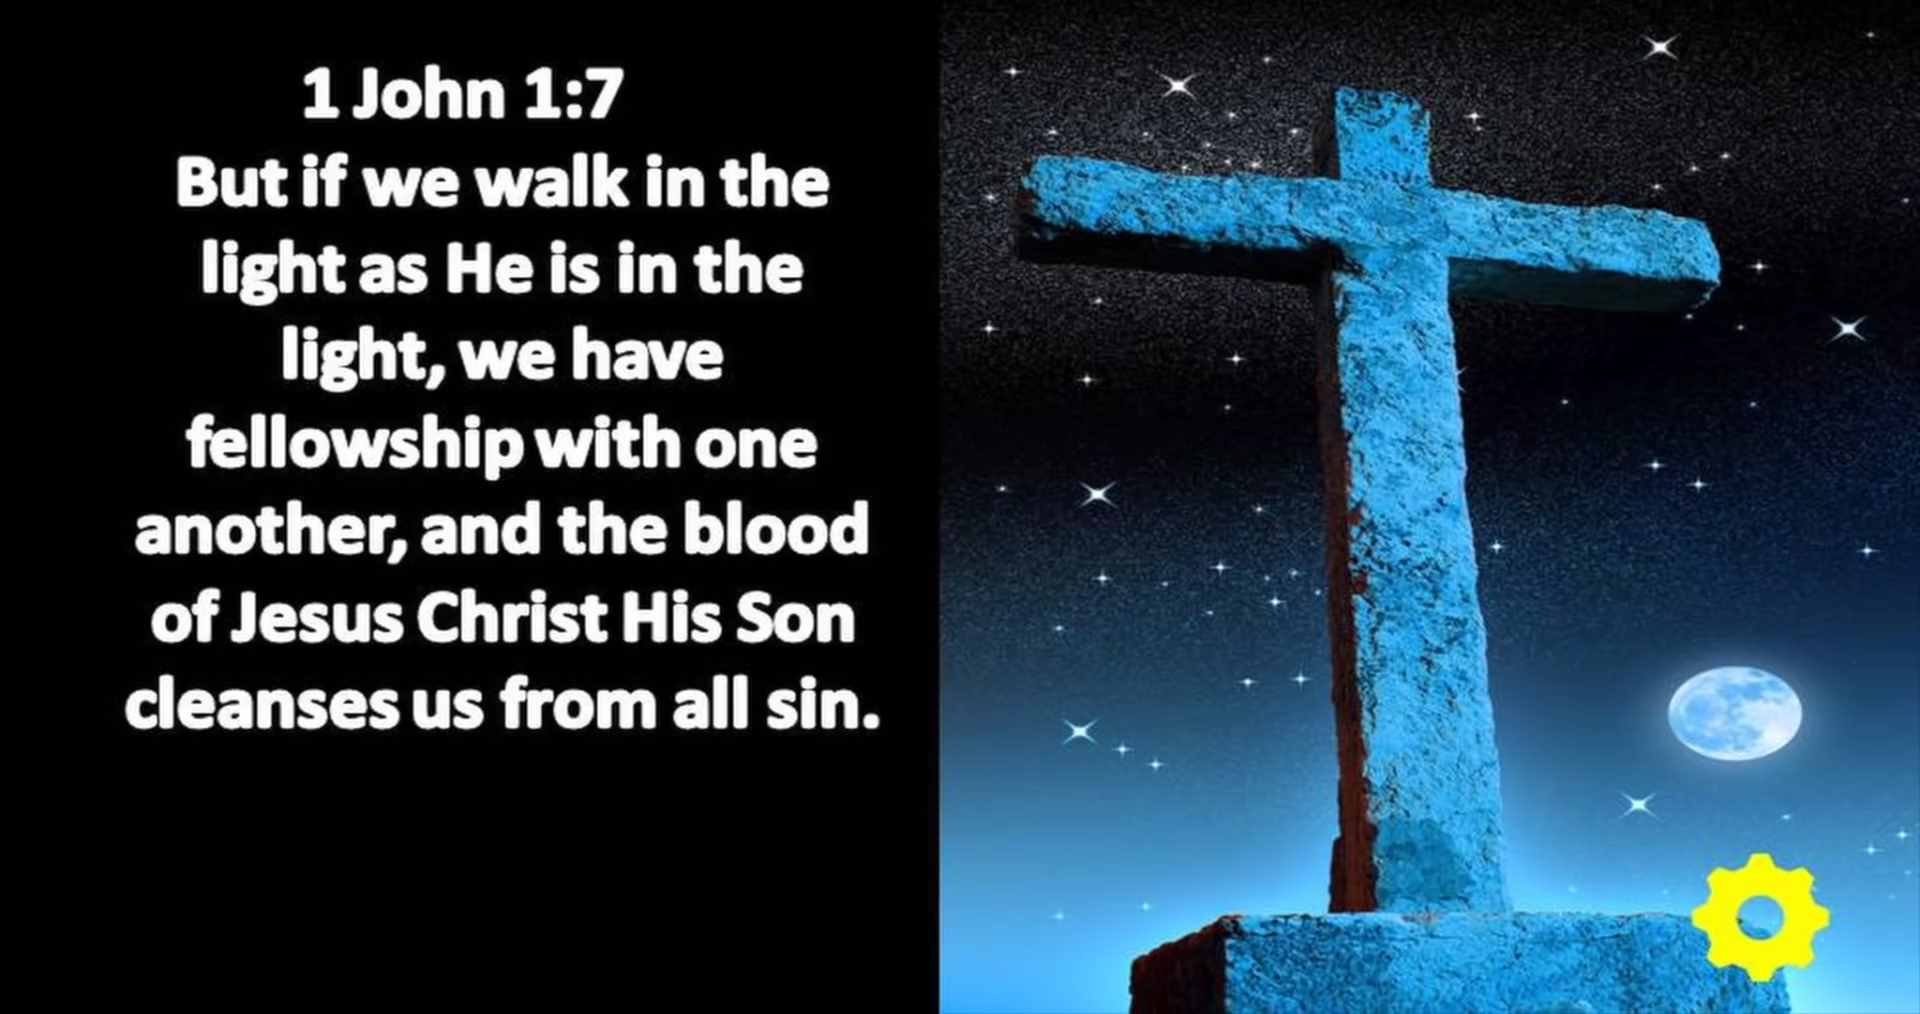 1 John 1:7
But if we walk in the
light as He is in the
light, we have
fellowship with one
another, and the blood
of Jesus Christ His Son
cleanses us from all sin.